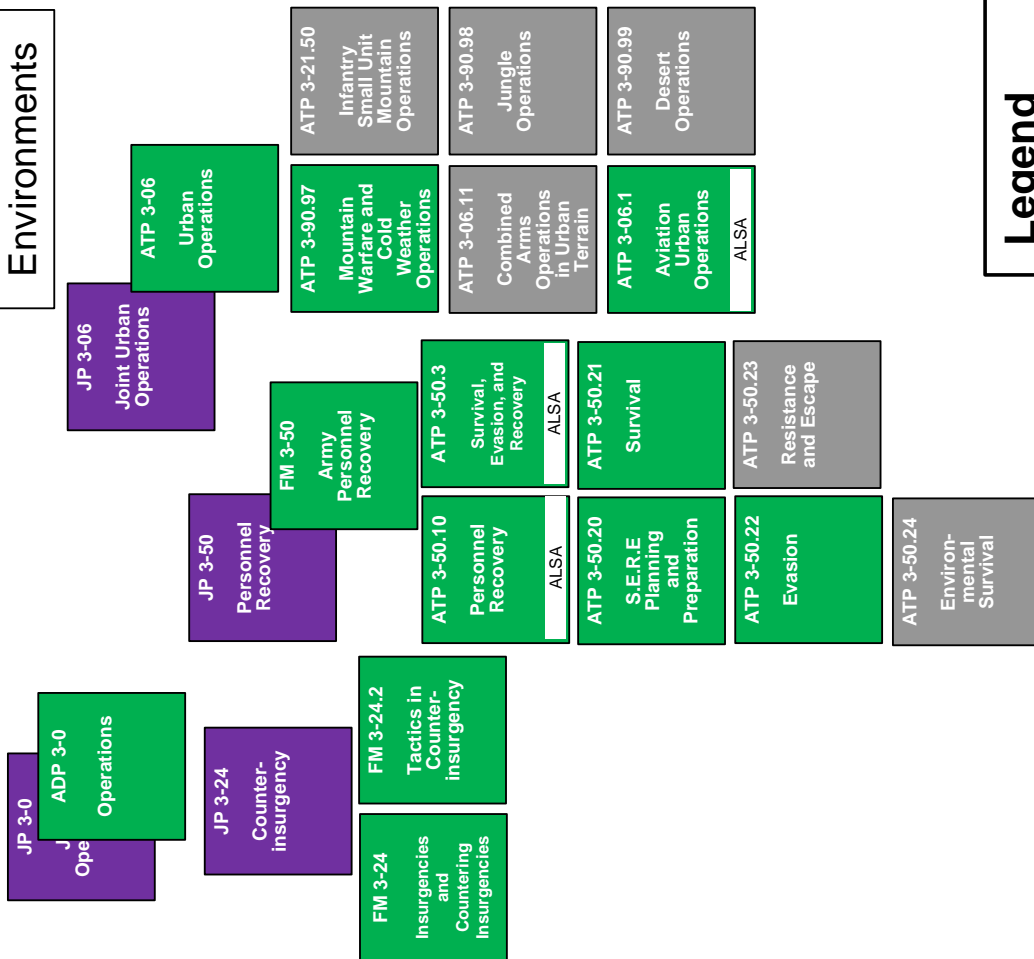 Environments
JP 3-0
J
Ope
ADP 3-0
Operations
JP 3-24
Counter-
insurgency
FM 3-24
Insurgencies
and
Countering
Insurgencies
FM 3-24.2
Tactics in
Counter-
insurgency
JP 3-50
Personnel
Recovery
FM 3-50
Army
Personnel
Recovery
ATP 3-50.10
Personnel
Recovery
ALSA
ATP 3-50.3
Survival,
Evasion, and
Recovery
ALSA
ATP 3-50.20
S.E.R.E
Planning
and
Preparation
ATP 3-50.21
Survival
ATP 3-50.22
Evasion
ATP 3-50.23
Resistance
and Escape
ATP 3-50.24
Environ-
mental
Survival
JP 3-06
Joint Urban
Operations
ATP 3-06
Urban
Operations
ATP 3-90.97
Mountain
Warfare and
Cold
Weather
Operations
ATP 3-21.50
Infantry
Small Unit
Mountain
Operations
ATP 3-06.11
Combined
Arms
Operations
in Urban
Terrain
ATP 3-90.98
Jungle
Operations
ATP 3-06.1
Aviation
Urban
Operations
ALSA
ATP 3-90.99
Desert
Operations
Legend